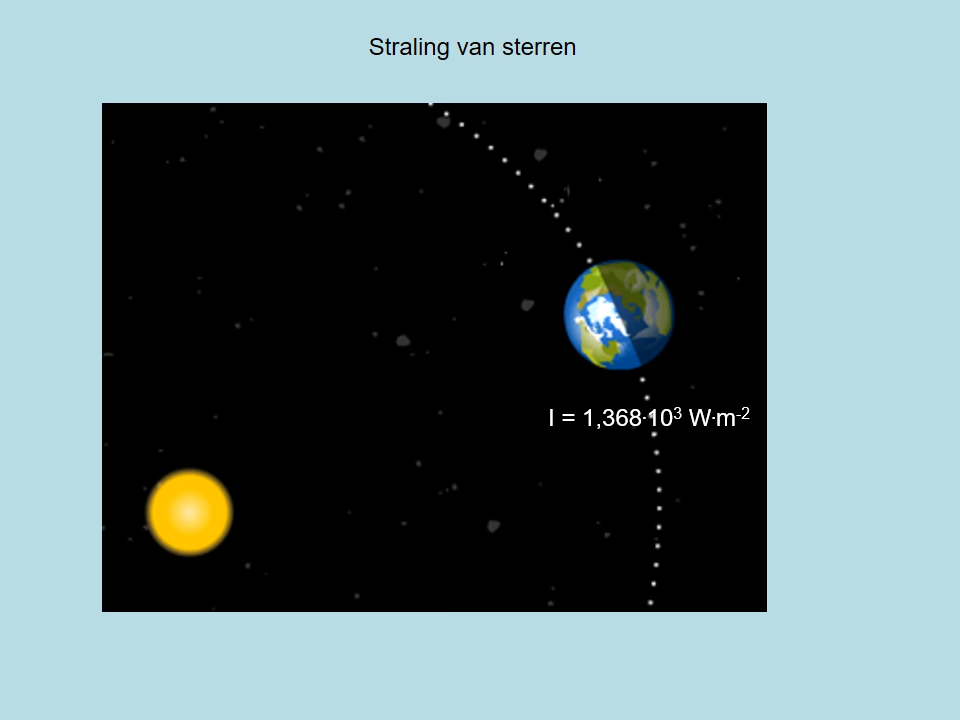 Straling van sterren
I = 1,368·10³ W·m⁻²